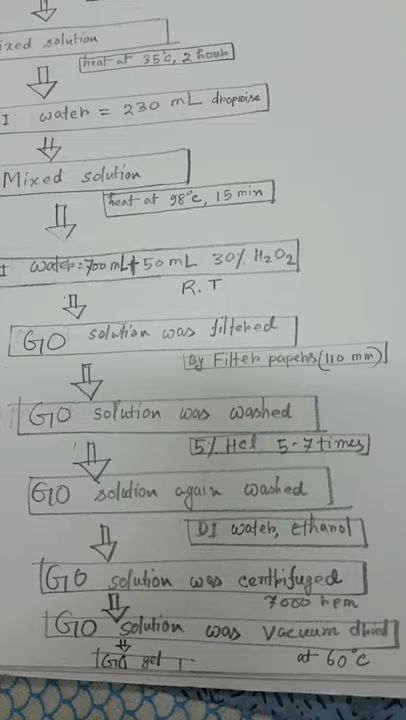 ixed solution
heat at 35°C, 2 hours
I water = 230 mL dropwise
Mixed solution
heat at 98°C, 15 min
I water = 700 mL + 50 mL 30% H2O2
R.T
GO solution was filtered
By Filter papers (110 mm)
GO solution was washed
5% Hcl 5-7 times
GO solution again washed
DI water, ethanol
GO solution was centrifuged
7000 rpm
GO solution was vacuum dried
GO gel at 60°C